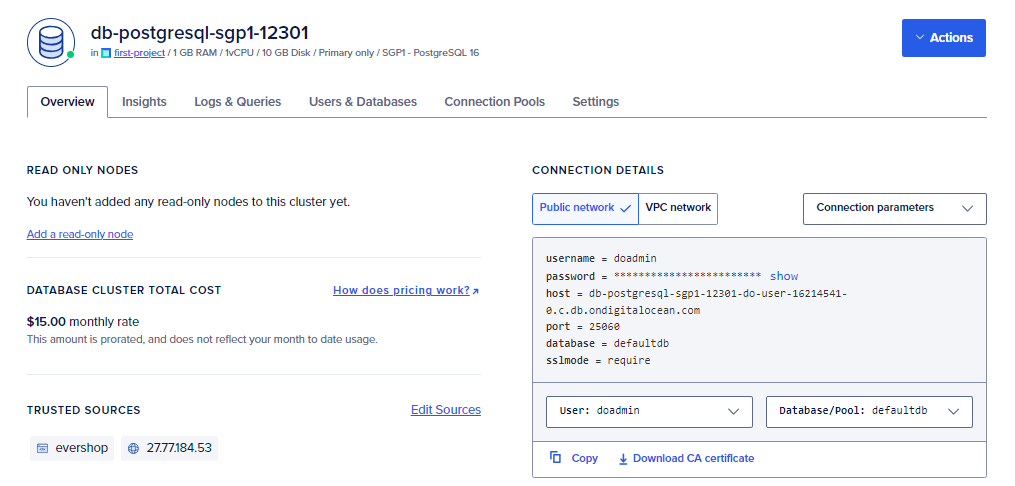 db-postgresql-sgp1-12301
in first-project / 1 GB RAM / 1vCPU / 10 GB Disk / Primary only / SGP1 - PostgreSQL 16
Actions
Overview
Insights
Logs & Queries
Users & Databases
Connection Pools
Settings
READ ONLY NODES
You haven't added any read-only nodes to this cluster yet.
Add a read-only node
DATABASE CLUSTER TOTAL COST
How does pricing work?
$15.00 monthly rate
This amount is prorated, and does not reflect your month to date usage.
TRUSTED SOURCES
Edit Sources
evershop
27.77.184.53
CONNECTION DETAILS
Public network
VPC network
Connection parameters
username = doadmin
password = ************************ show
host = db-postgresql-sgp1-12301-do-user-16214541-
0.c.db.ondigitalocean.com
port = 25060
database = defaultdb
sslmode = require
User: doadmin
Database/Pool: defaultdb
Copy
Download CA certificate